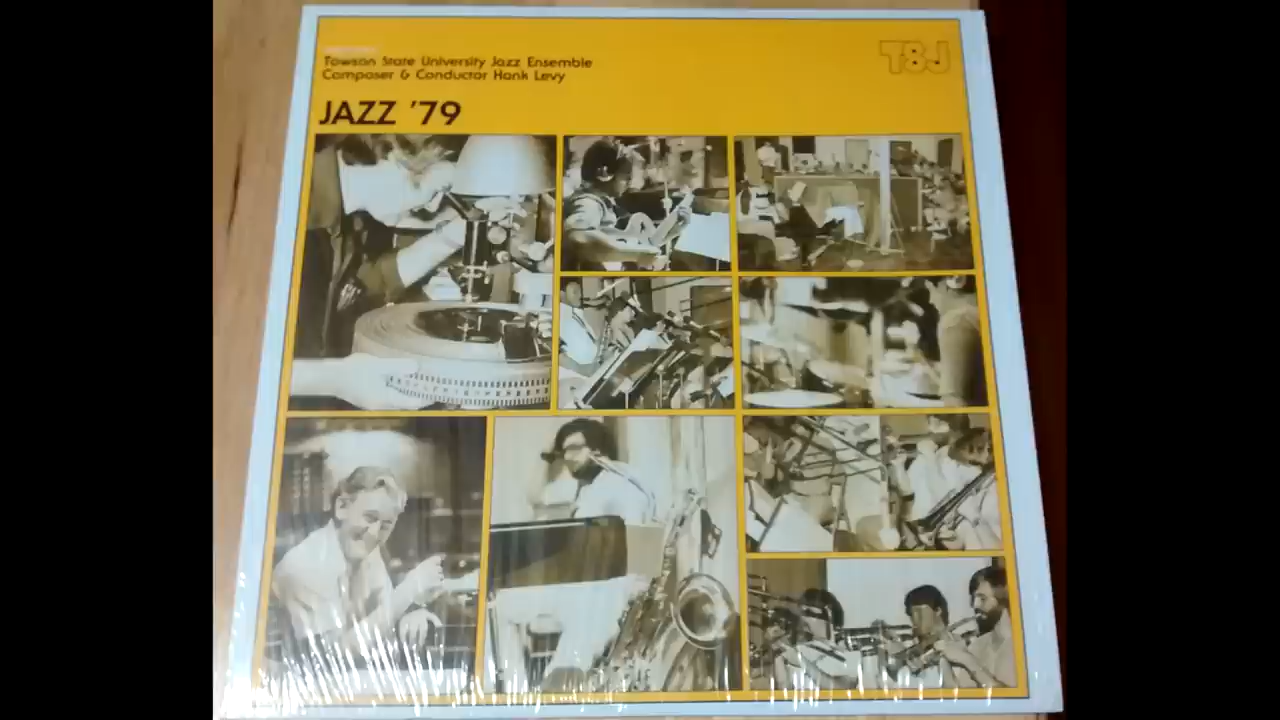 Towson State University Jazz Ensemble
Composer & Conductor Hank Levy
T&J
JAZZ '79